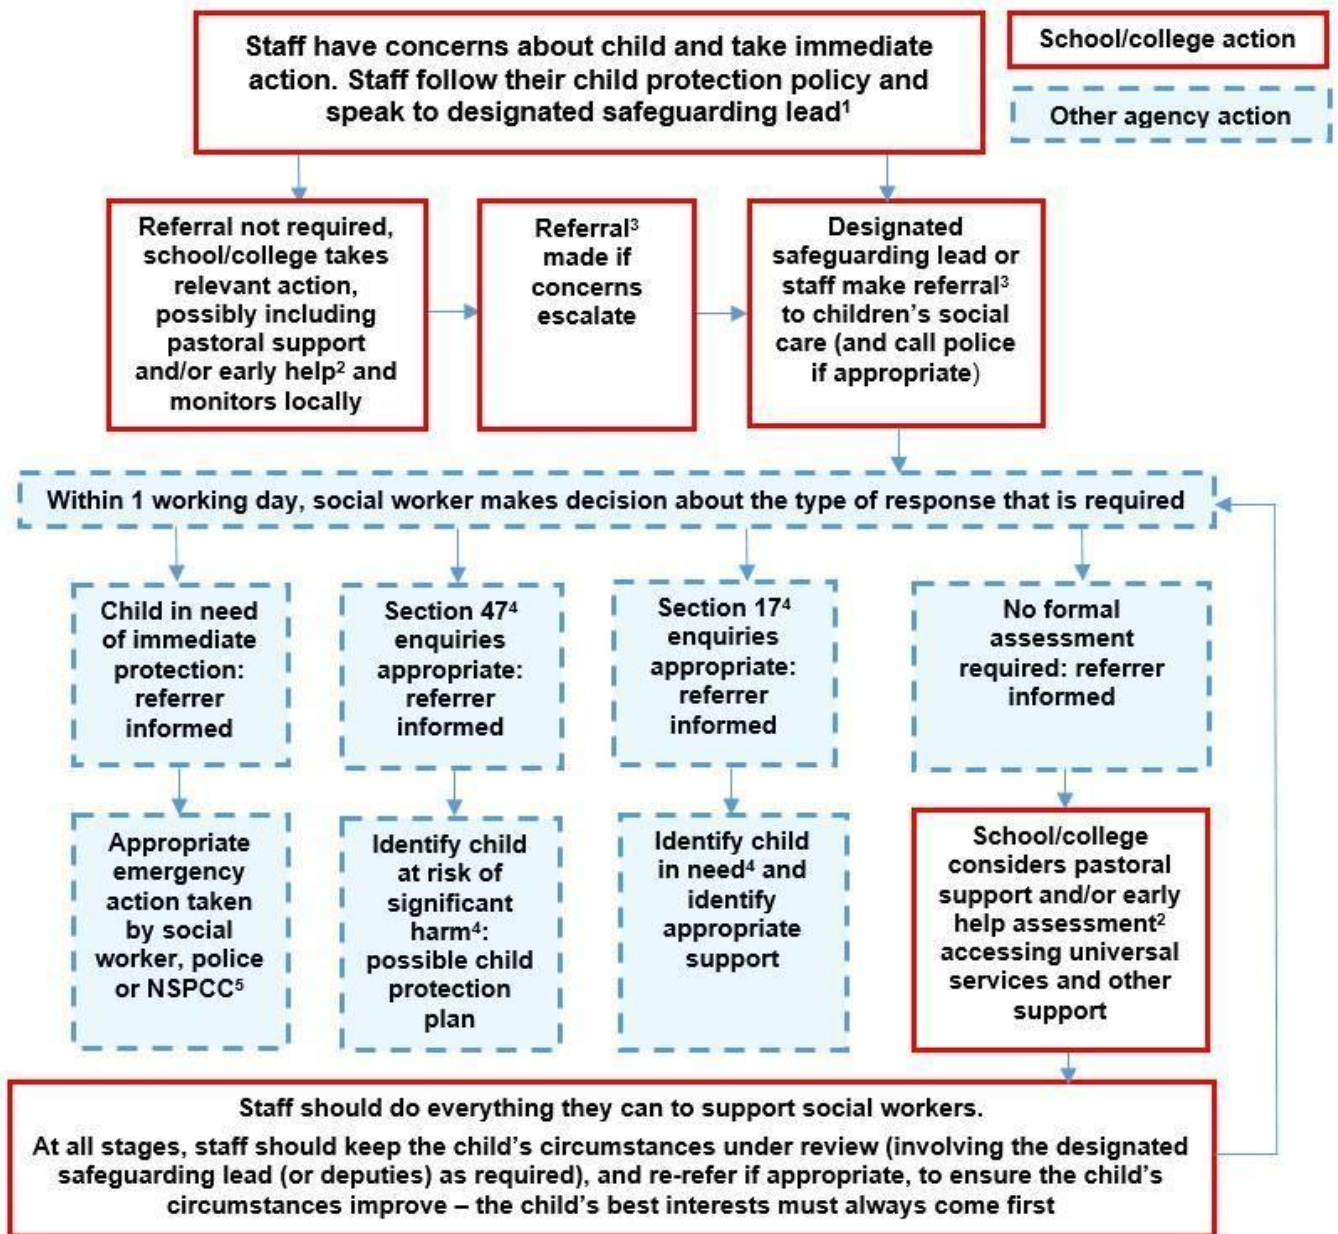 Staff have concerns about child and take immediate
action. Staff follow their child protection policy and
speak to designated safeguarding lead¹
School/college action
Other agency action
Referral not required,
school/college takes
relevant action,
possibly including
pastoral support
and/or early help² and
monitors locally
Referral³
made if
concerns
escalate
Designated
safeguarding lead or
staff make referral³
to children’s social
care (and call police
if appropriate)
Within 1 working day, social worker makes decision about the type of response that is required
Child in need
of immediate
protection:
referrer
informed
Section 47⁴
enquiries
appropriate:
referrer
informed
Section 17⁴
enquiries
appropriate:
referrer
informed
No formal
assessment
required: referrer
informed
Appropriate
emergency
action taken
by social
worker, police
or NSPCC⁵
Identify child
at risk of
significant
harm⁴:
possible child
protection
plan
Identify child
in need⁴ and
identify
appropriate
support
School/college
considers pastoral
support and/or early
help assessment²
accessing universal
services and other
support
Staff should do everything they can to support social workers.
At all stages, staff should keep the child’s circumstances under review (involving the designated
safeguarding lead (or deputies) as required), and re-refer if appropriate, to ensure the child’s
circumstances improve – the child’s best interests must always come first